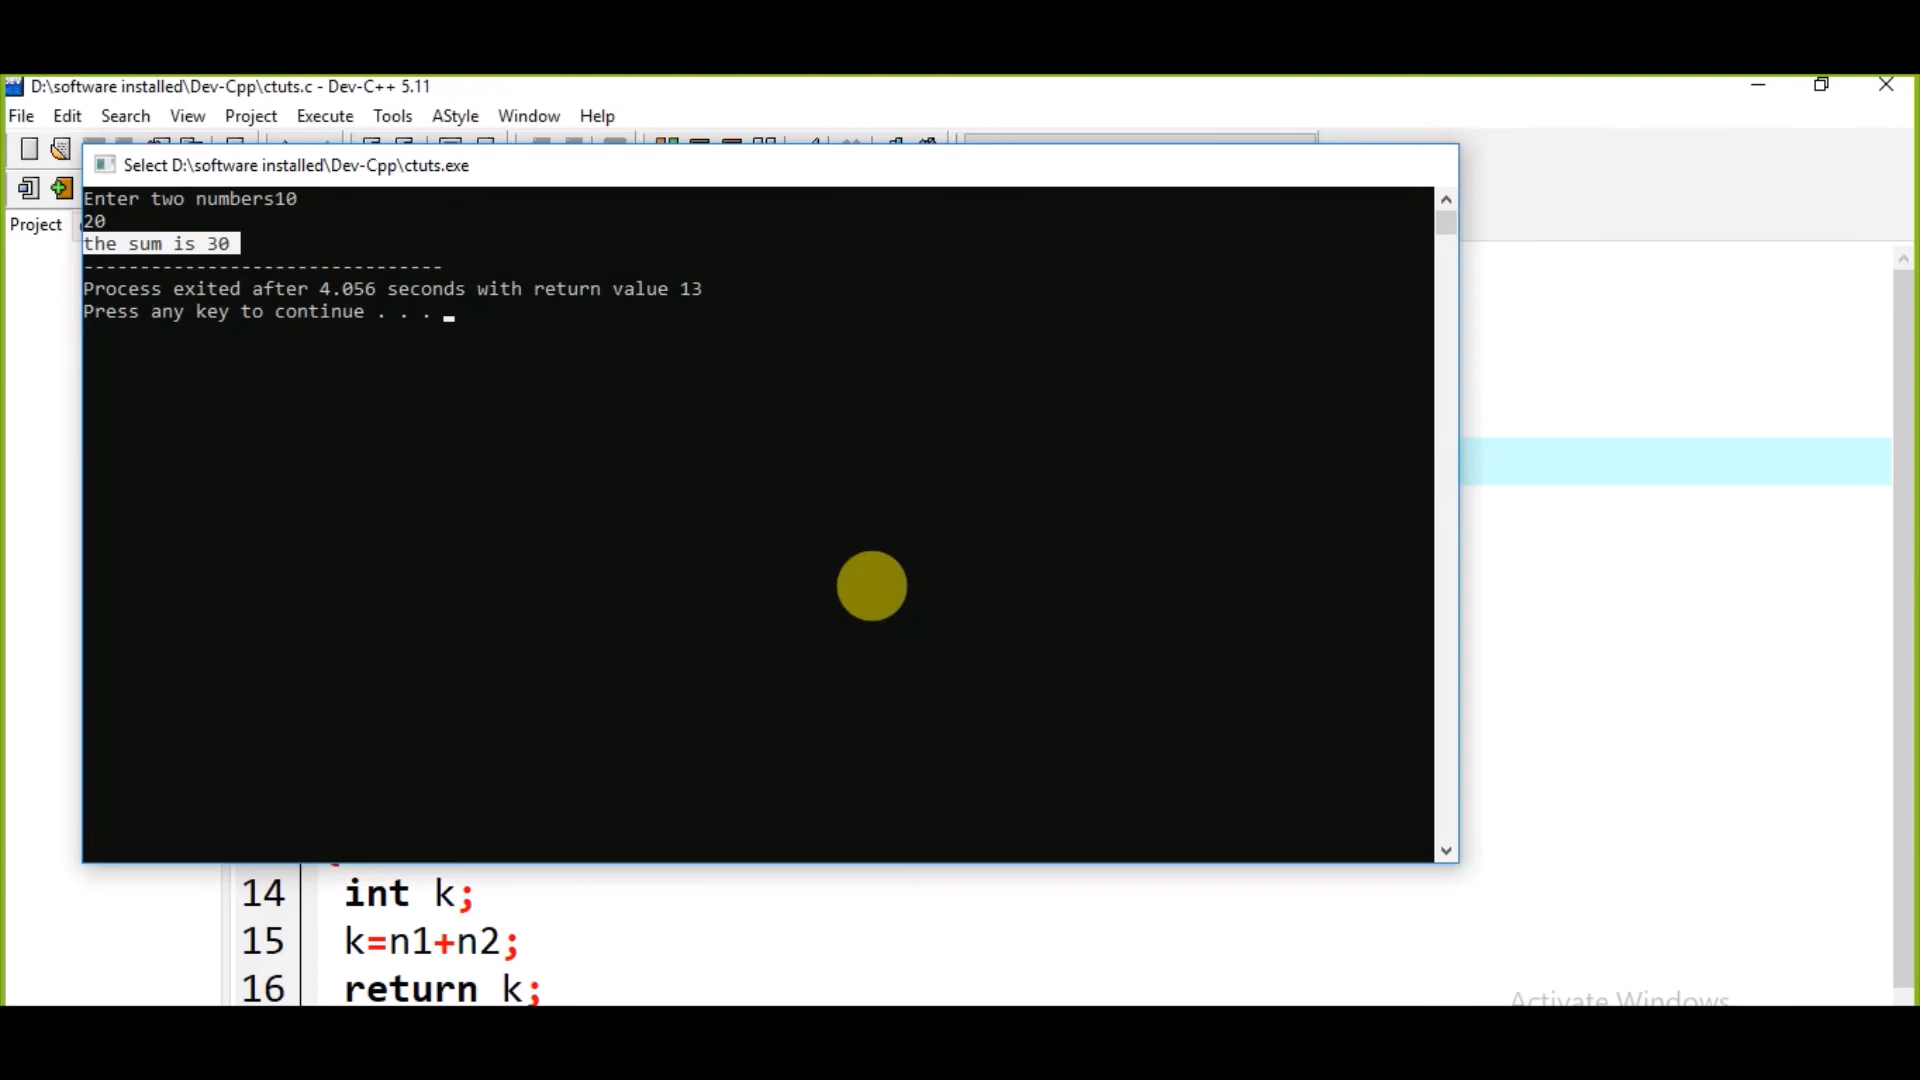 D:\software installed\Dev-Cpp\ctuts.c - Dev-C++ 5.11
File Edit Search View Project Execute Tools AStyle Window Help
Select D:\software installed\Dev-Cpp\ctuts.exe
Project
Enter two numbers10
20
the sum is 30
--------------------------------
Process exited after 4.056 seconds with return value 13
Press any key to continue . . .
14 int k;
15 k=n1+n2;
16 return k;
Activate Windows